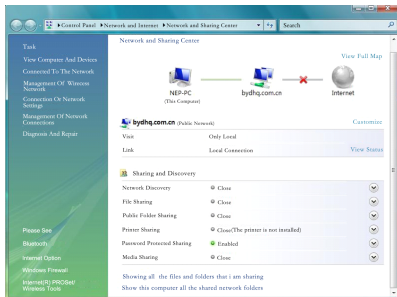 Control Panel ▸ Network and Internet ▸ Network and Sharing Center
Search
Task
View Computer And Devices
Connected To The Network
Management Of Wireless
Network
Connection Or Network
Settings
Management Of Network
Connections
Diagnosis And Repair
Please See
Bluetooth
Internet Option
Windows Firewall
Internet(R) PROSet/
Wireless Tools
Network and Sharing Center
View Full Map
NEP-PC
(This Computer)
bydhq.com.cn
Internet
bydhq.com.cn (Public Network)
Customize
Visit Only Local
Link Local Connection View Status
Sharing and Discovery
Network Discovery Close
File Sharing Close
Public Folder Sharing Close
Printer Sharing Close(The printer is not installed)
Password Protected Sharing Enabled
Media Sharing Close
Showing all the files and folders that i am sharing
Show this computer all the shared network folders